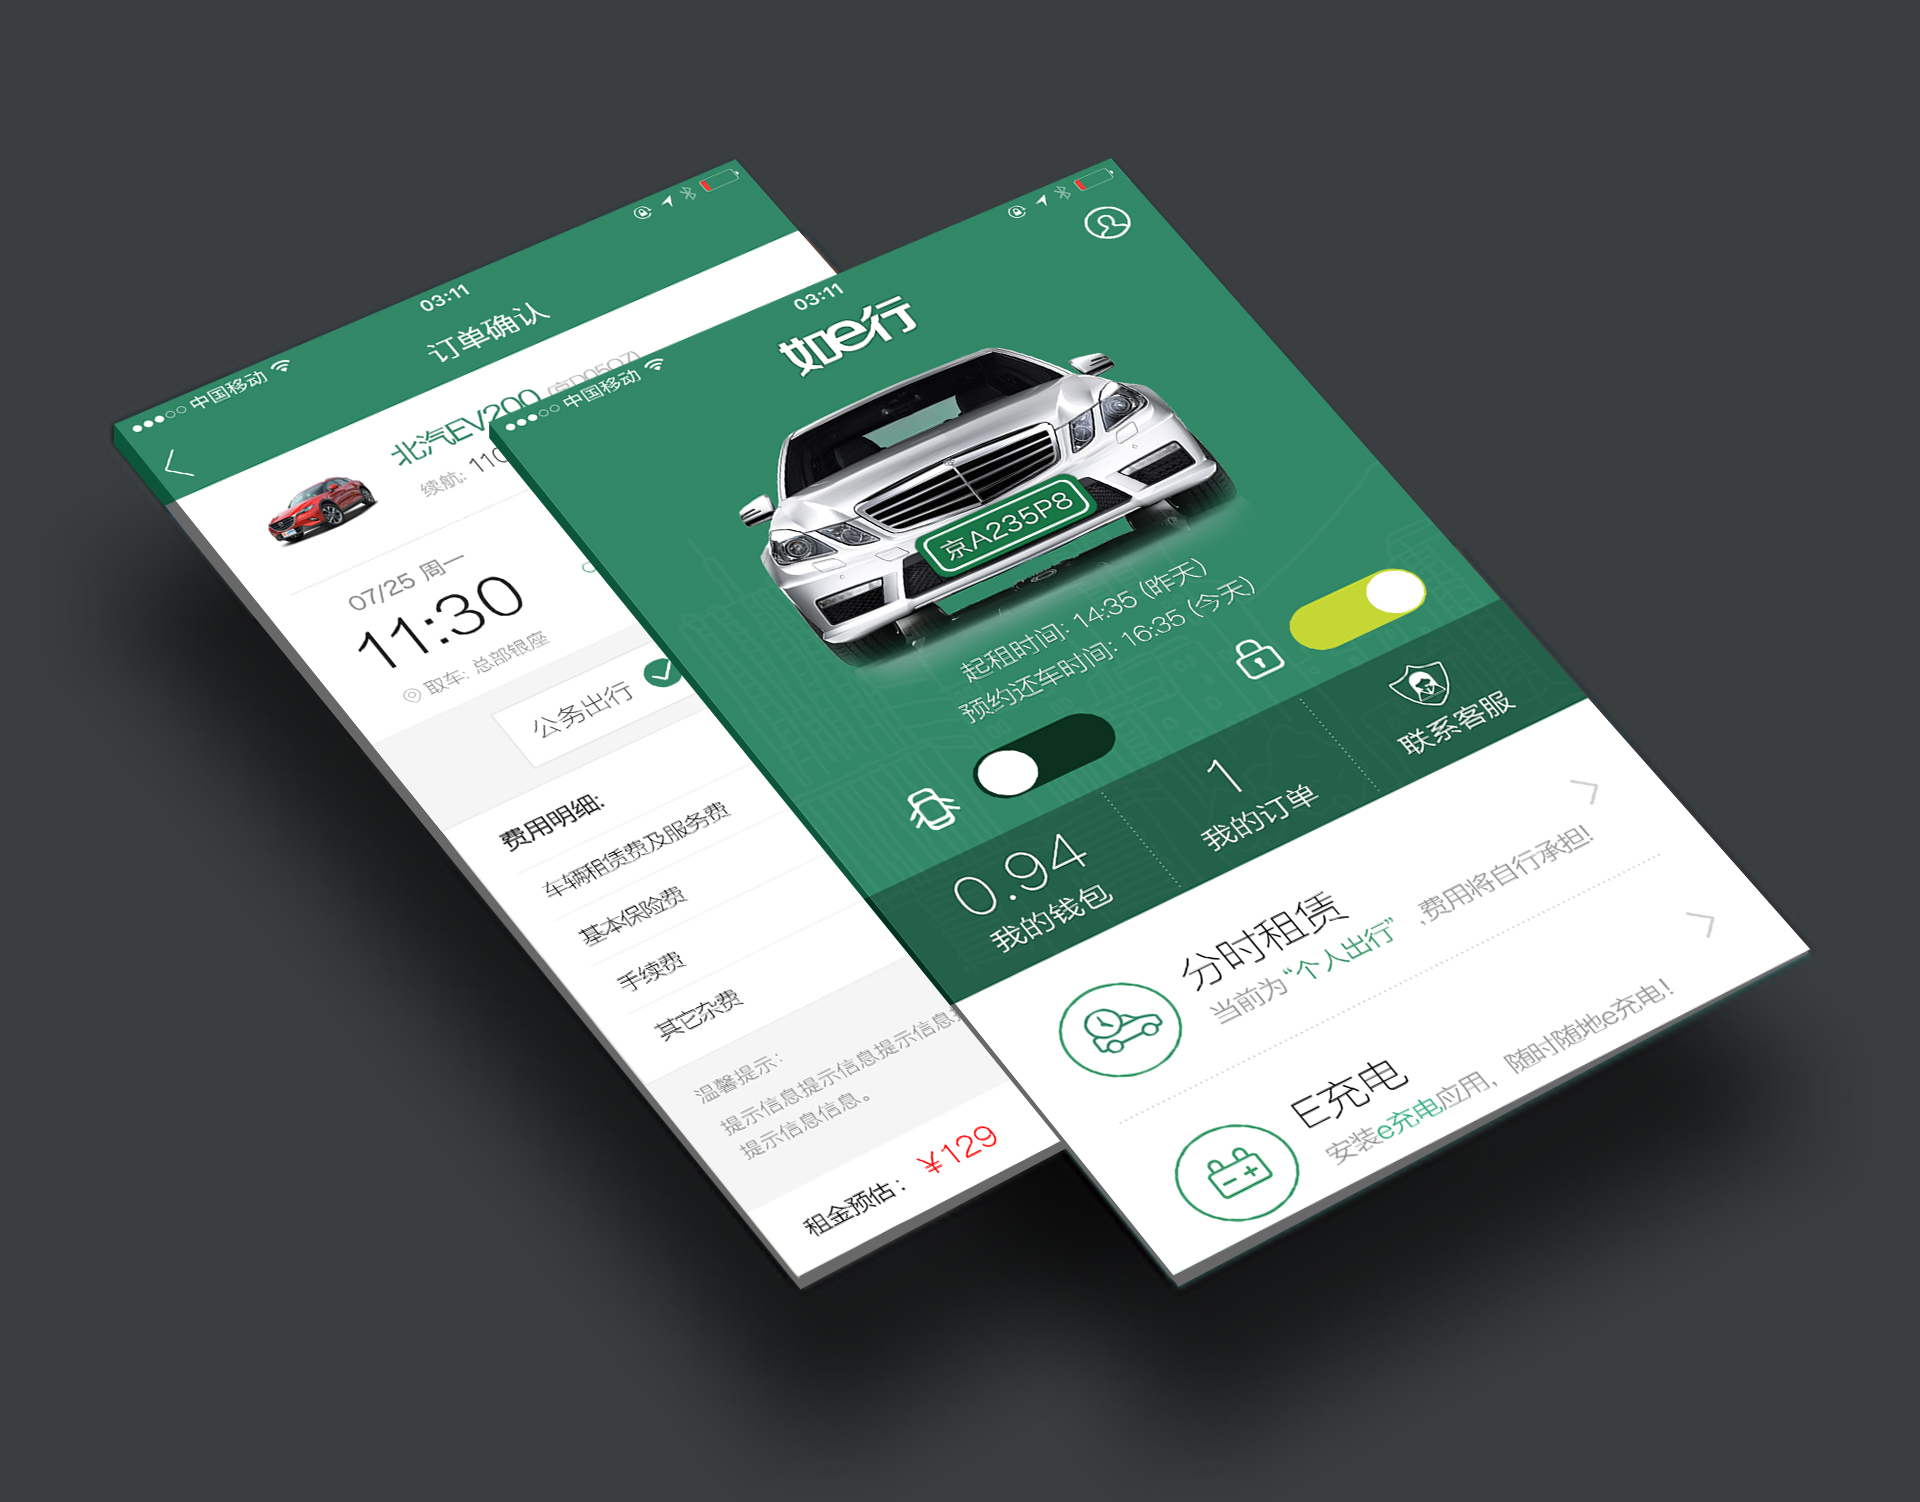 中国移动
03:11
订单确认
北汽EV200
续航: 110
07/25 周一
11:30
取车: 总部银座
公务出行
费用明细:
车辆租赁费及服务费
基本保险费
手续费
其它杂费
温馨提示:
提示信息提示信息提示信息
提示信息信息。
租金预估: ¥129
中国移动
03:11
如e行
京A235P8
起租时间: 14:35 (昨天)
预约还车时间: 16:35 (今天)
0.94
我的钱包
1
我的订单
联系客服
分时租赁
当前为“个人出行” ,费用将自行承担!
E充电
安装e充电应用, 随时随地e充电!